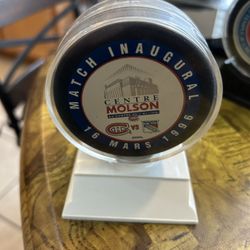 MATCH INAUGURAL
CENTRE
MOLSON
VS
16 MARS 1996